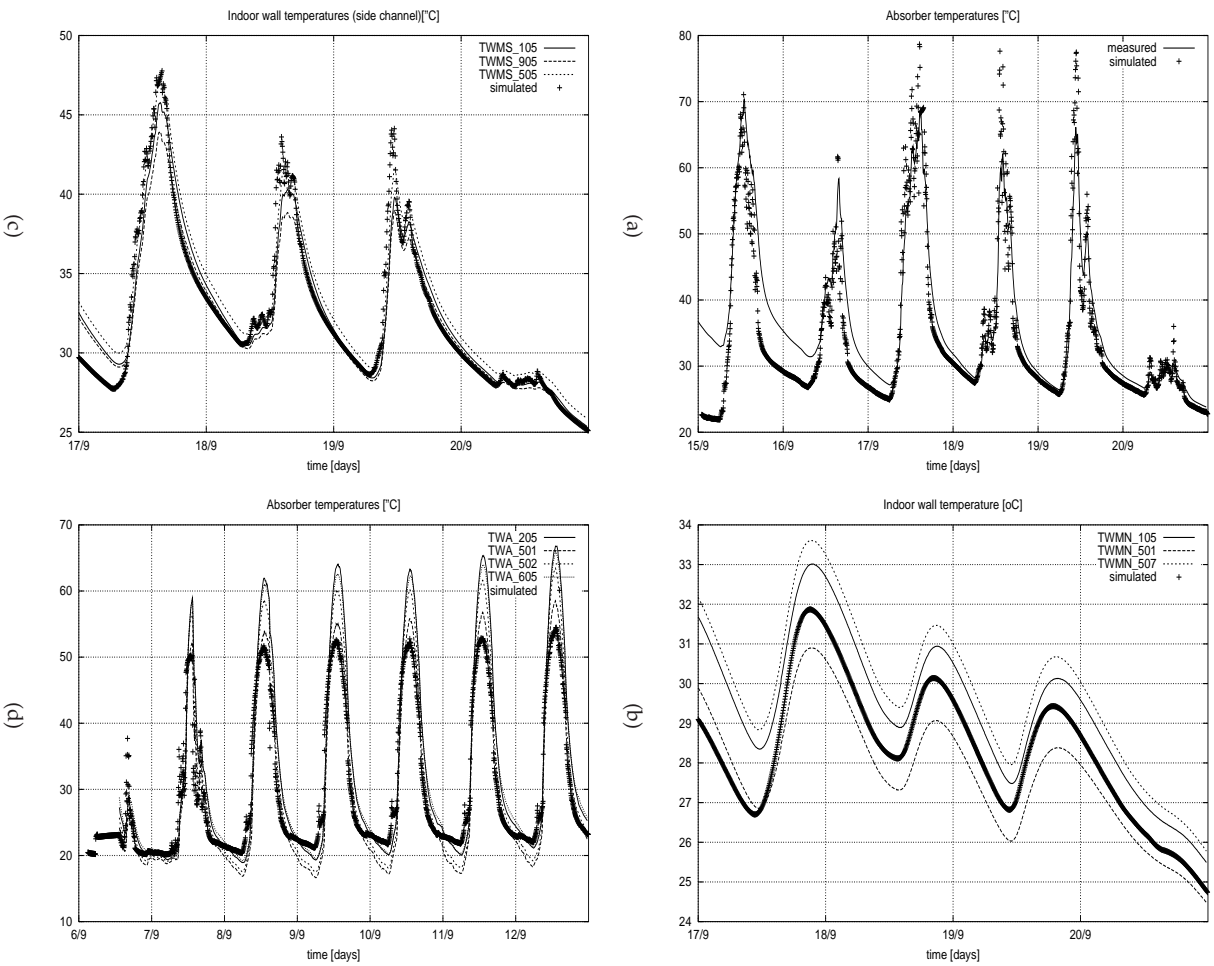 Indoor wall temperatures (side channel)[°C]
50
45
40
35
30
25
TWMS_105
TWMS_905
TWMS_505
simulated
17/9 18/9 19/9 20/9
time [days]
(c)
Absorber temperatures [°C]
80
70
60
50
40
30
20
measured
simulated
15/9 16/9 17/9 18/9 19/9 20/9
time [days]
(a)
Absorber temperatures [°C]
70
60
50
40
30
20
10
TWA_205
TWA_501
TWA_502
TWA_605
simulated
6/9 7/9 8/9 9/9 10/9 11/9 12/9
time [days]
(d)
Indoor wall temperature [oC]
34
33
32
31
30
29
28
27
26
25
24
TWMN_105
TWMN_501
TWMN_507
simulated
17/9 18/9 19/9 20/9
time [days]
(b)